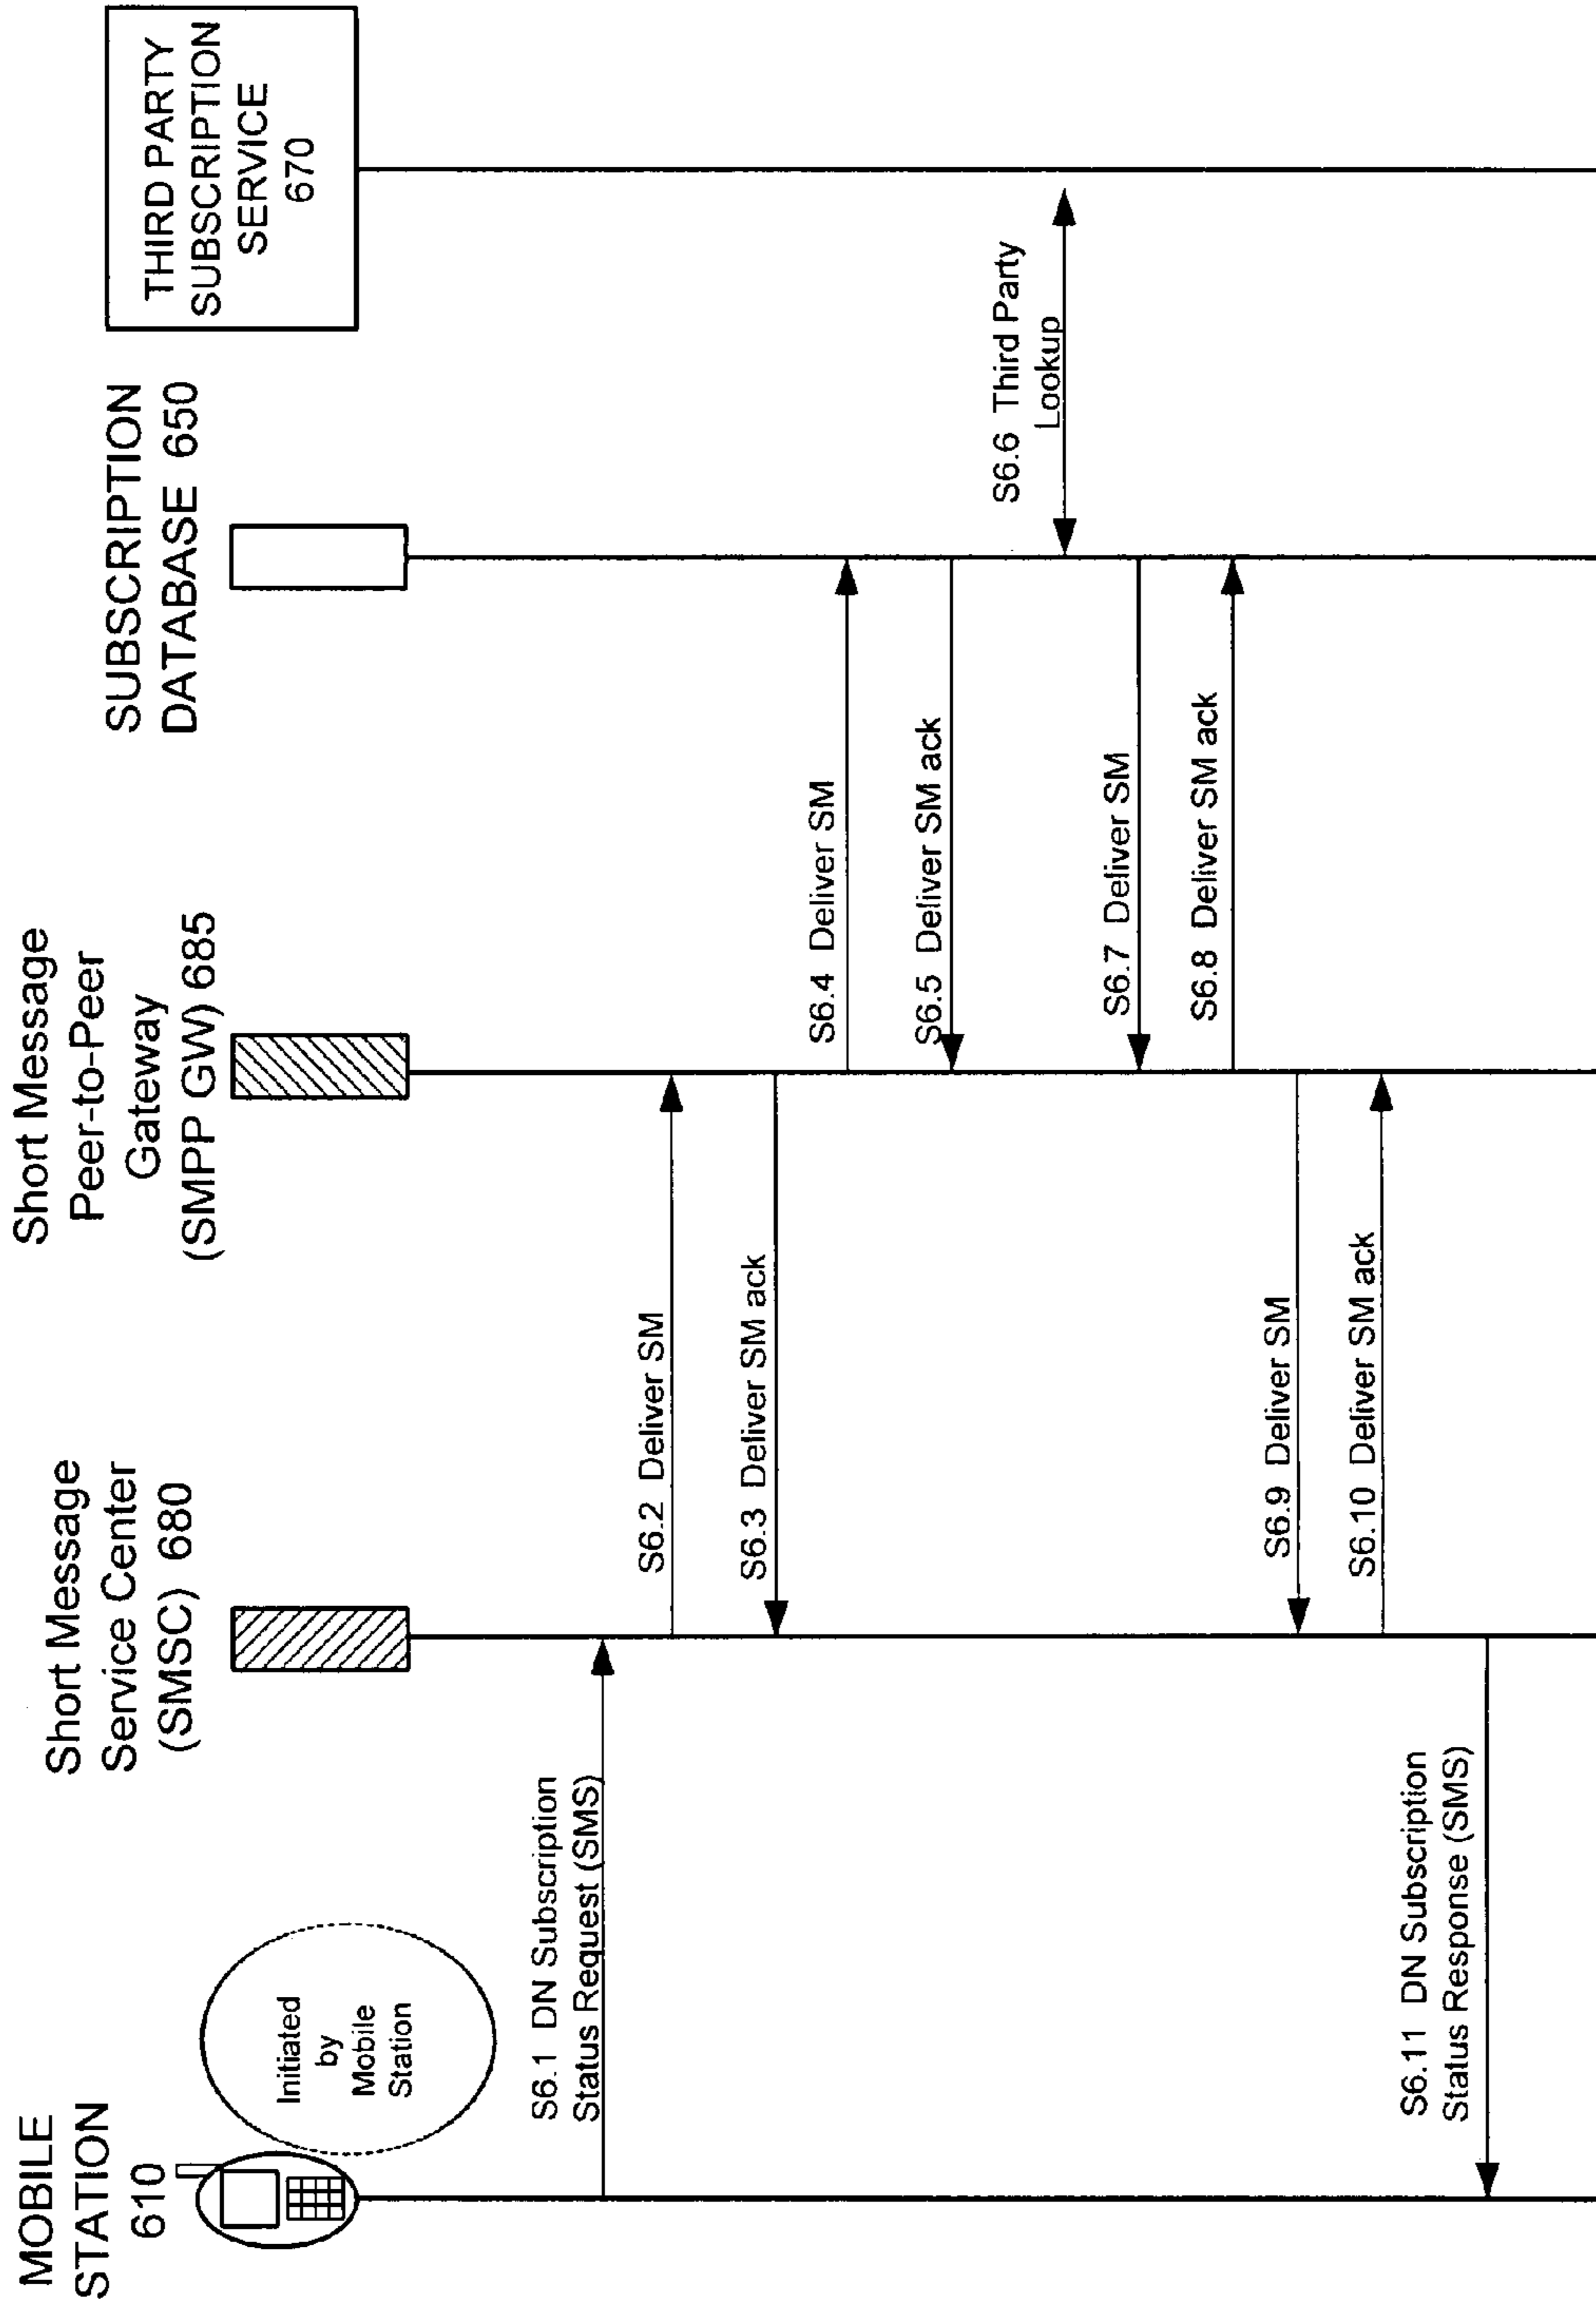 MOBILE
STATION
610
Initiated
by
Mobile
Station
Short Message
Service Center
(SMSC) 680
Short Message
Peer-to-Peer
Gateway
(SMPP GW) 685
SUBSCRIPTION
DATABASE 650
THIRD PARTY
SUBSCRIPTION
SERVICE
670
S6.1 DN Subscription
Status Request (SMS)
S6.2 Deliver SM
S6.3 Deliver SM ack
S6.4 Deliver SM
S6.5 Deliver SM ack
S6.6 Third Party
Lookup
S6.7 Deliver SM
S6.8 Deliver SM ack
S6.9 Deliver SM
S6.10 Deliver SM ack
S6.11 DN Subscription
Status Response (SMS)